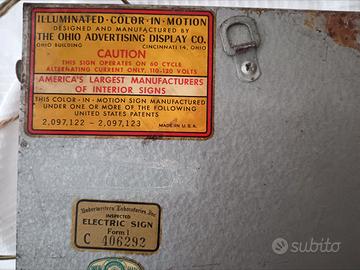 ILLUMINATED·COLOR·IN·MOTION
DESIGNED AND MANUFACTURED BY
THE OHIO ADVERTISING DISPLAY CO.
OHIO BUILDING CINCINNATI 14, OHIO
CAUTION
THIS SIGN OPERATES ON 60 CYCLE
ALTERNATING CURRENT ONLY, 110-120 VOLTS
AMERICA'S LARGEST MANUFACTURERS
OF INTERIOR SIGNS
THIS COLOR-IN-MOTION SIGN MANUFACTURED
UNDER ONE OR MORE OF THE FOLLOWING
UNITED STATES PATENTS
2,097,122 - 2,097,123
MADE IN U.S.A.
Underwriters' Laboratories, Inc.
INSPECTED
ELECTRIC SIGN
Form 1
C 406292
subito